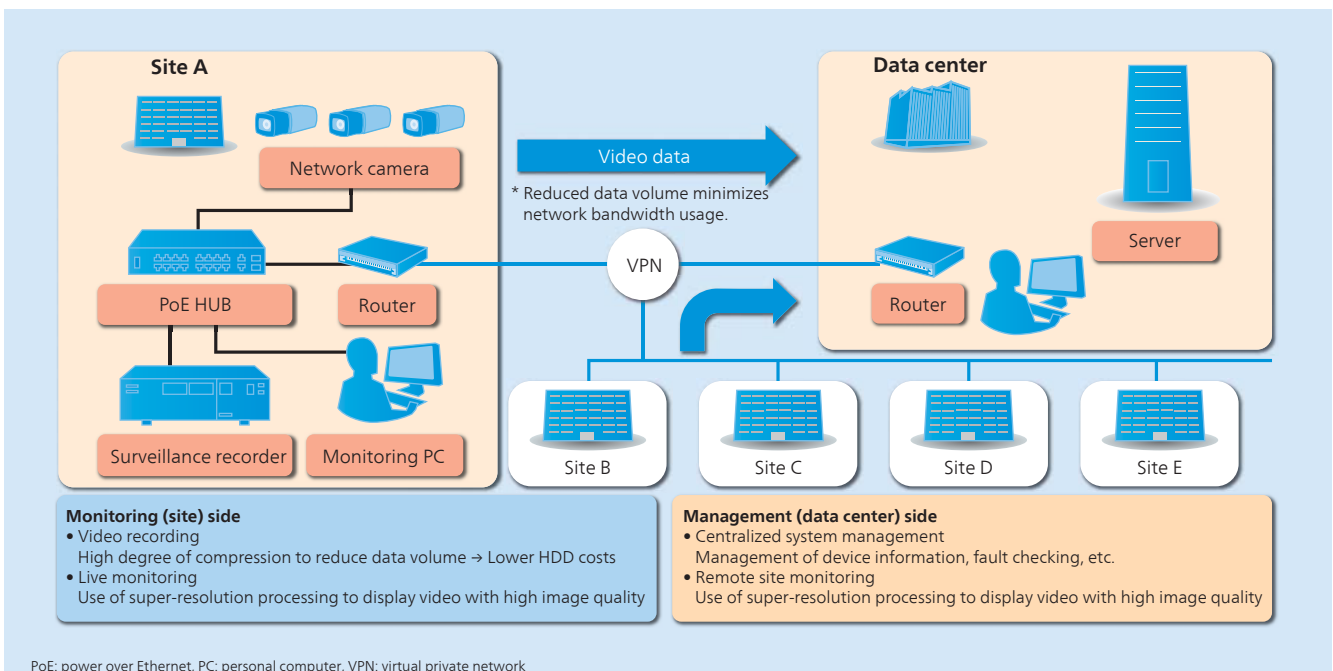 Site A
Network camera
PoE HUB
Router
Surveillance recorder
Monitoring PC
Video data
* Reduced data volume minimizes
network bandwidth usage.
VPN
Data center
Server
Router
Site B
Site C
Site D
Site E
Monitoring (site) side
• Video recording
High degree of compression to reduce data volume → Lower HDD costs
• Live monitoring
Use of super-resolution processing to display video with high image quality
Management (data center) side
• Centralized system management
Management of device information, fault checking, etc.
• Remote site monitoring
Use of super-resolution processing to display video with high image quality
PoE: power over Ethernet, PC: personal computer, VPN: virtual private network